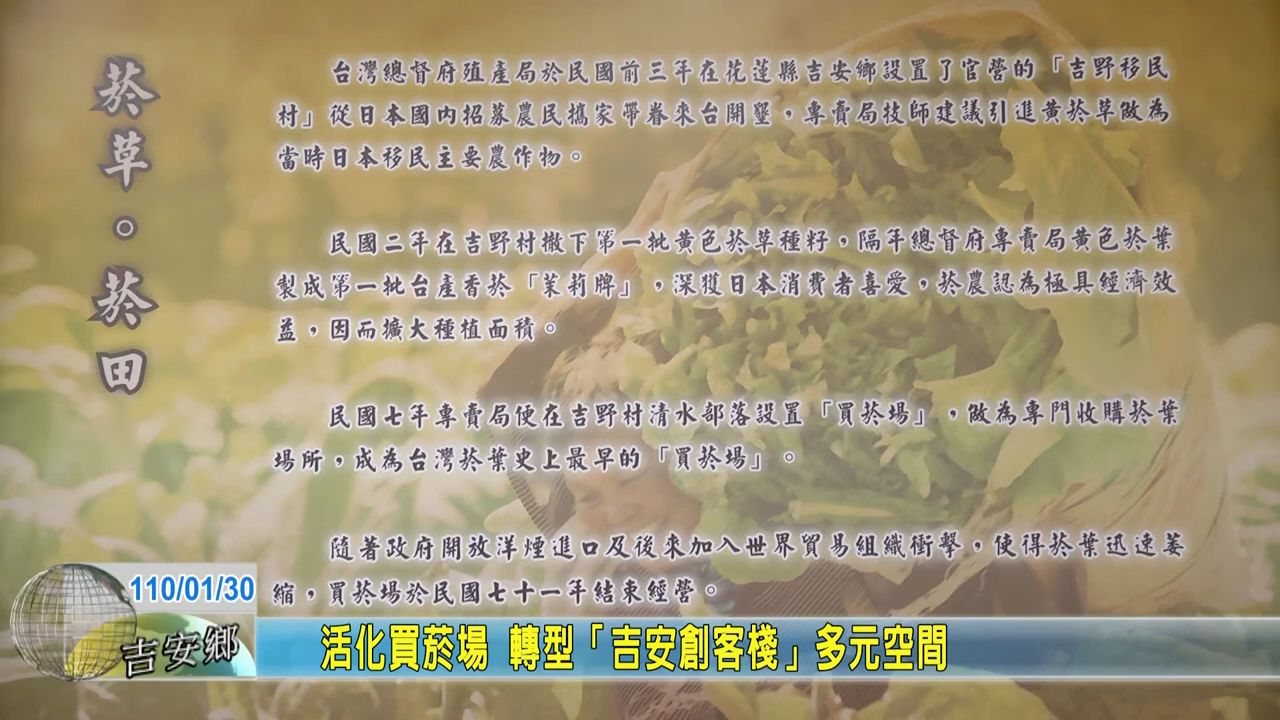 菸草。菸田
台灣總督府殖產局於民國前三年在花蓮縣吉安鄉設置了官營的「吉野移民
村」從日本國內招募農民攜家帶眷來台開墾，專賣局技師建議引進黃菸草做為
當時日本移民主要農作物。
民國二年在吉野村撒下第一批黃色菸草種籽，隔年總督府專賣局黃色菸葉
製成第一批台產香菸「茉莉牌」，深獲日本消費者喜愛，菸農認為極具經濟效
益，因而擴大種植面積。
民國七年專賣局便在吉野村清水部落設置「買菸場」，做為專門收購菸葉
場所，成為台灣菸葉史上最早的「買菸場」。
隨著政府開放洋煙進口及後來加入世界貿易組織衝擊，使得菸葉迅速萎
縮，買菸場於民國七十一年結束經營。
110/01/30
吉安鄉
活化買菸場 轉型「吉安創客棧」多元空間